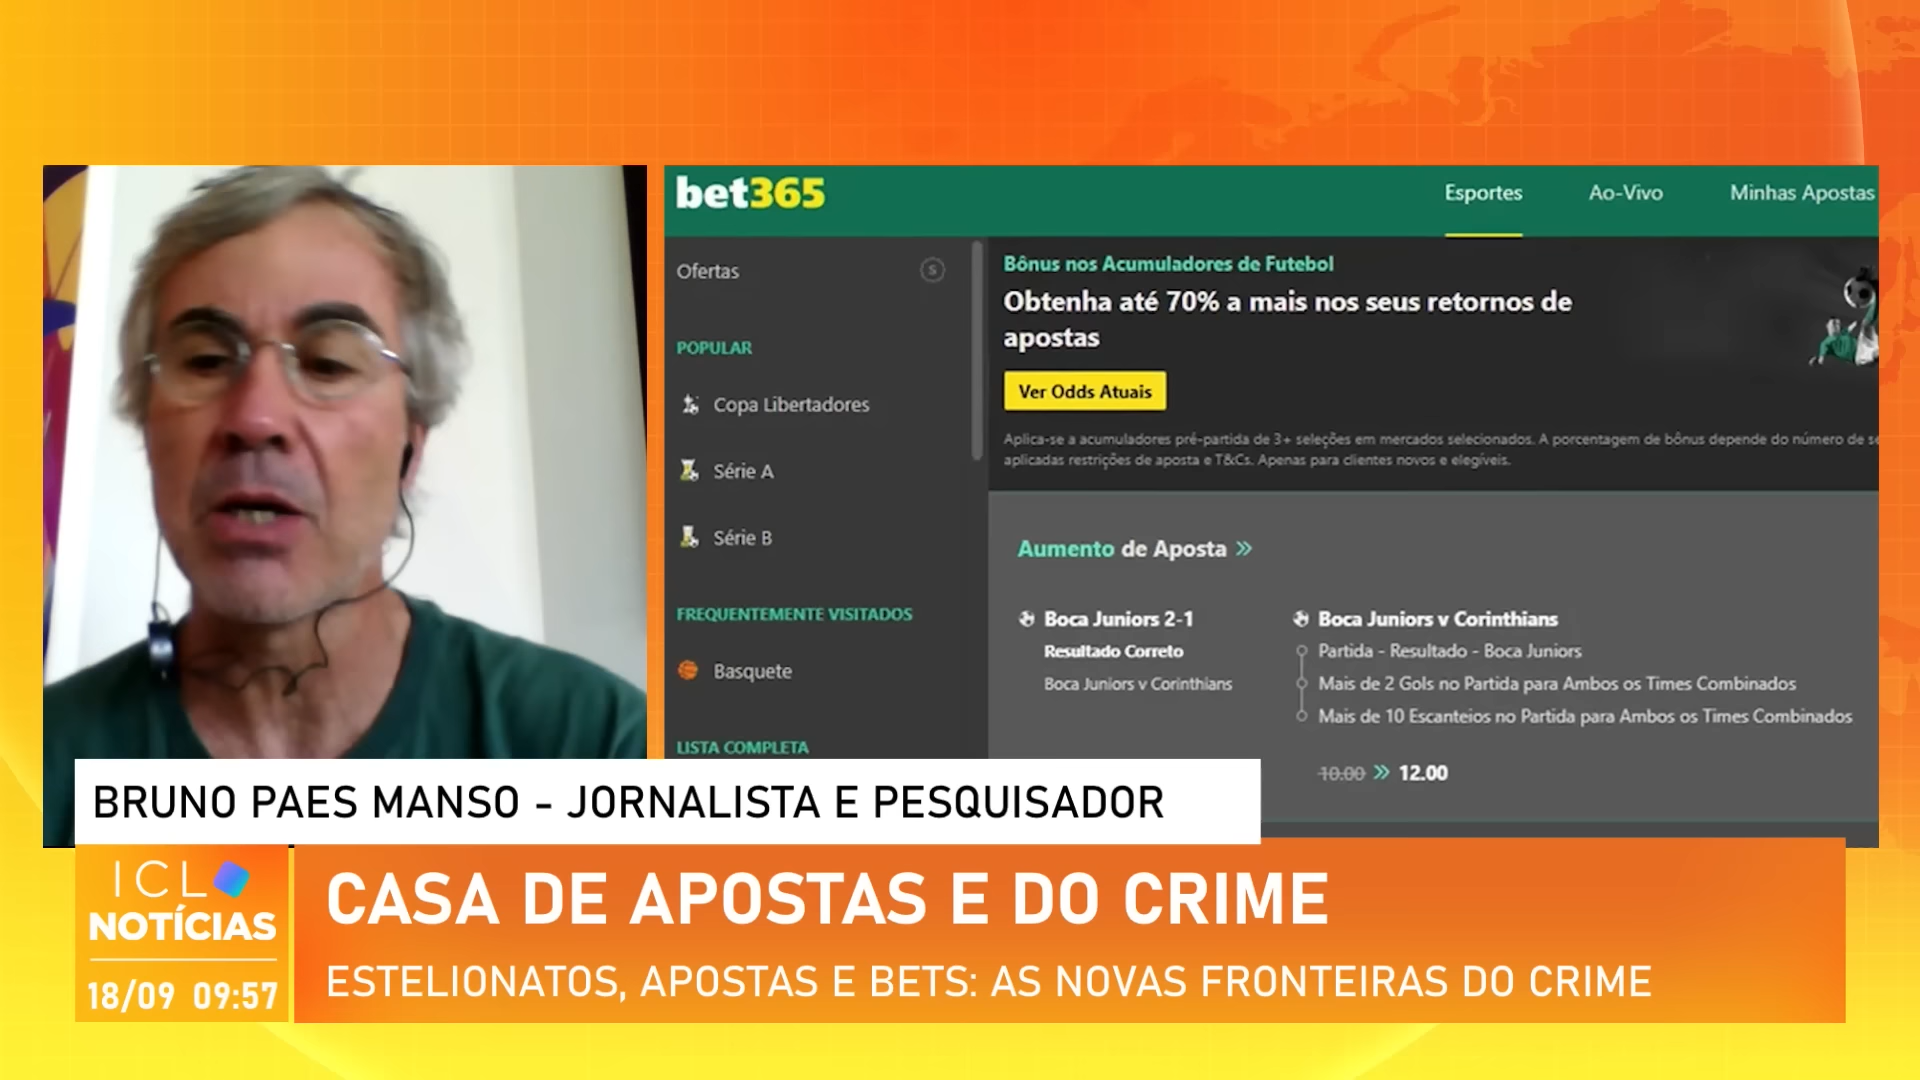 bet365
Esportes
Ao-Vivo
Minhas Apostas
Ofertas
S
POPULAR
Copa Libertadores
Série A
Série B
FREQUENTEMENTE VISITADOS
Basquete
LISTA COMPLETA
Bônus nos Acumuladores de Futebol
Obtenha até 70% a mais nos seus retornos de
apostas
Ver Odds Atuais
Aplica-se a acumuladores pré-partida de 3+ seleções em mercados selecionados. A porcentagem de bônus depende do número de
aplicadas restrições de aposta e T&Cs. Apenas para clientes novos e elegíveis.
Aumento de Aposta »
Boca Juniors 2-1
Resultado Correto
Boca Juniors v Corinthians
Boca Juniors v Corinthians
Partida - Resultado - Boca Juniors
Mais de 2 Gols no Partida para Ambos os Times Combinados
Mais de 10 Escanteios no Partida para Ambos os Times Combinados
10.00 » 12.00
BRUNO PAES MANSO - JORNALISTA E PESQUISADOR
ICL
NOTÍCIAS
18/09 09:57
CASA DE APOSTAS E DO CRIME
ESTELIONATOS, APOSTAS E BETS: AS NOVAS FRONTEIRAS DO CRIME